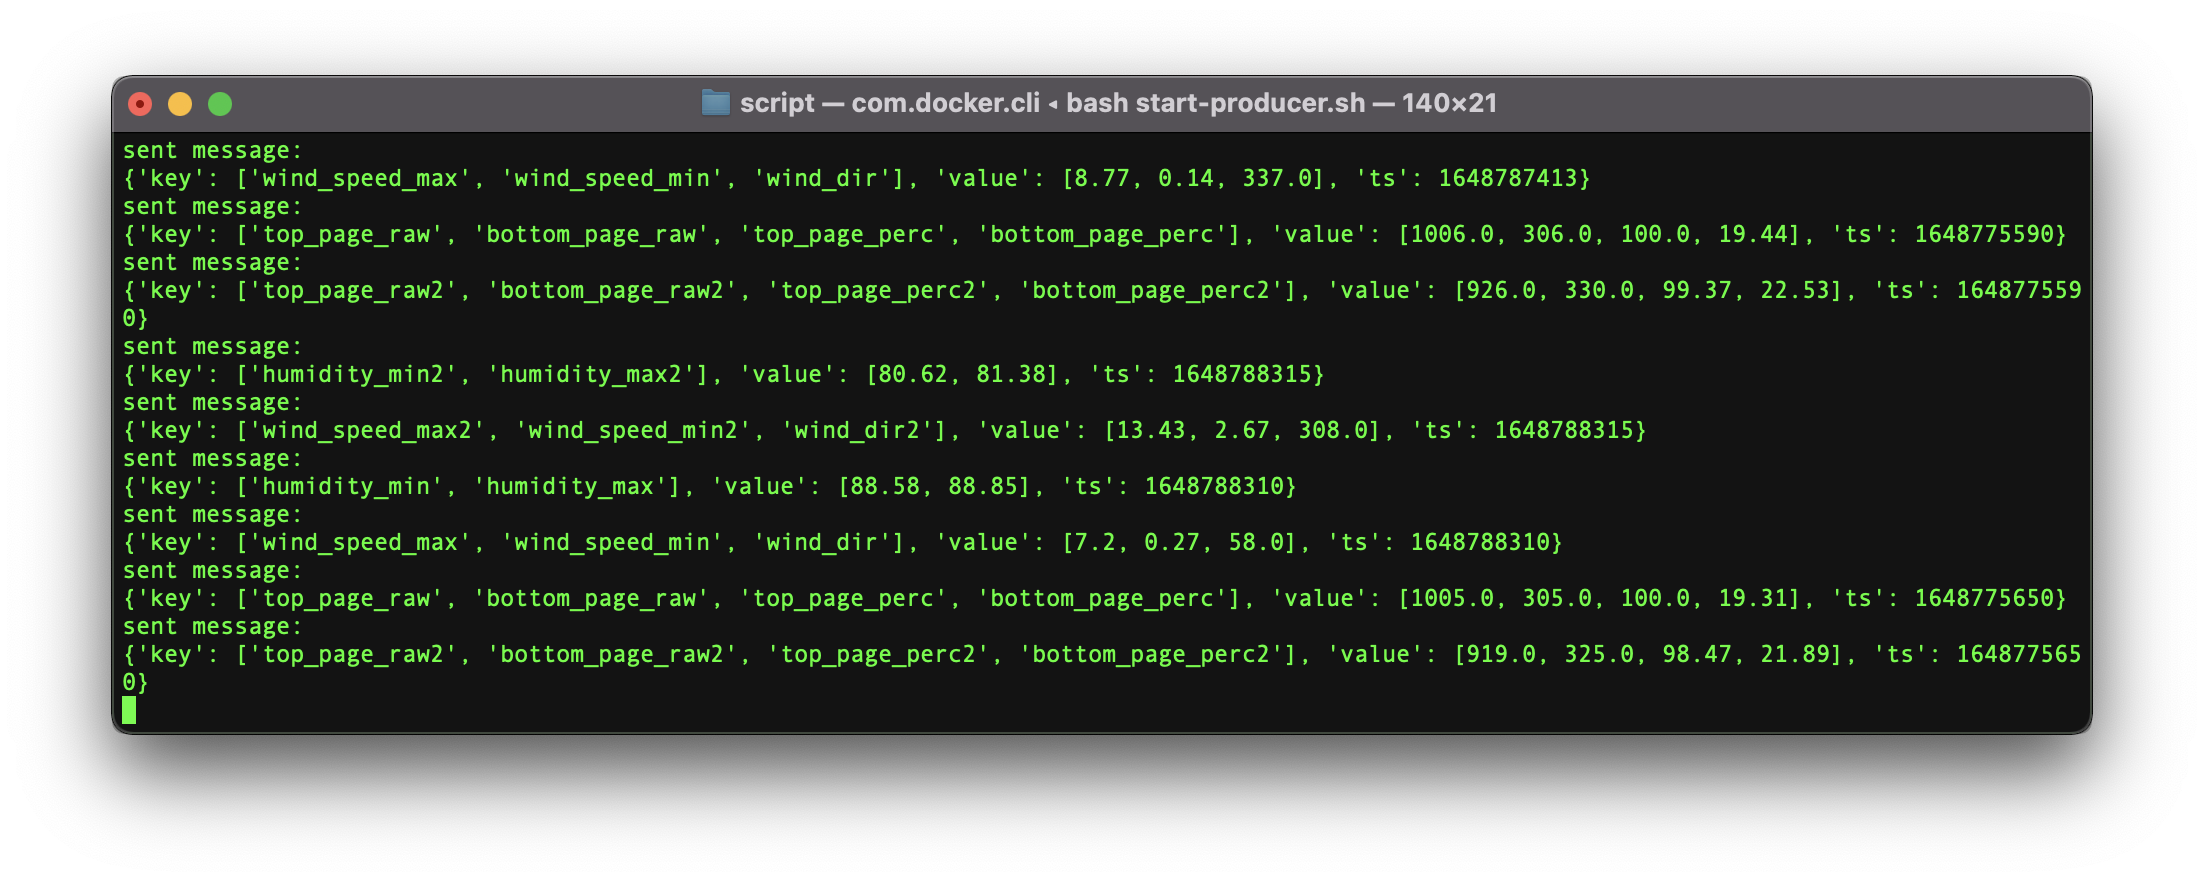 script — com.docker.cli ◂ bash start-producer.sh — 140×21
sent message:
{'key': ['wind_speed_max', 'wind_speed_min', 'wind_dir'], 'value': [8.77, 0.14, 337.0], 'ts': 1648787413}
sent message:
{'key': ['top_page_raw', 'bottom_page_raw', 'top_page_perc', 'bottom_page_perc'], 'value': [1006.0, 306.0, 100.0, 19.44], 'ts': 1648775590}
sent message:
{'key': ['top_page_raw2', 'bottom_page_raw2', 'top_page_perc2', 'bottom_page_perc2'], 'value': [926.0, 330.0, 99.37, 22.53], 'ts': 164877559
0}
sent message:
{'key': ['humidity_min2', 'humidity_max2'], 'value': [80.62, 81.38], 'ts': 1648788315}
sent message:
{'key': ['wind_speed_max2', 'wind_speed_min2', 'wind_dir2'], 'value': [13.43, 2.67, 308.0], 'ts': 1648788315}
sent message:
{'key': ['humidity_min', 'humidity_max'], 'value': [88.58, 88.85], 'ts': 1648788310}
sent message:
{'key': ['wind_speed_max', 'wind_speed_min', 'wind_dir'], 'value': [7.2, 0.27, 58.0], 'ts': 1648788310}
sent message:
{'key': ['top_page_raw', 'bottom_page_raw', 'top_page_perc', 'bottom_page_perc'], 'value': [1005.0, 305.0, 100.0, 19.31], 'ts': 1648775650}
sent message:
{'key': ['top_page_raw2', 'bottom_page_raw2', 'top_page_perc2', 'bottom_page_perc2'], 'value': [919.0, 325.0, 98.47, 21.89], 'ts': 164877565
0}